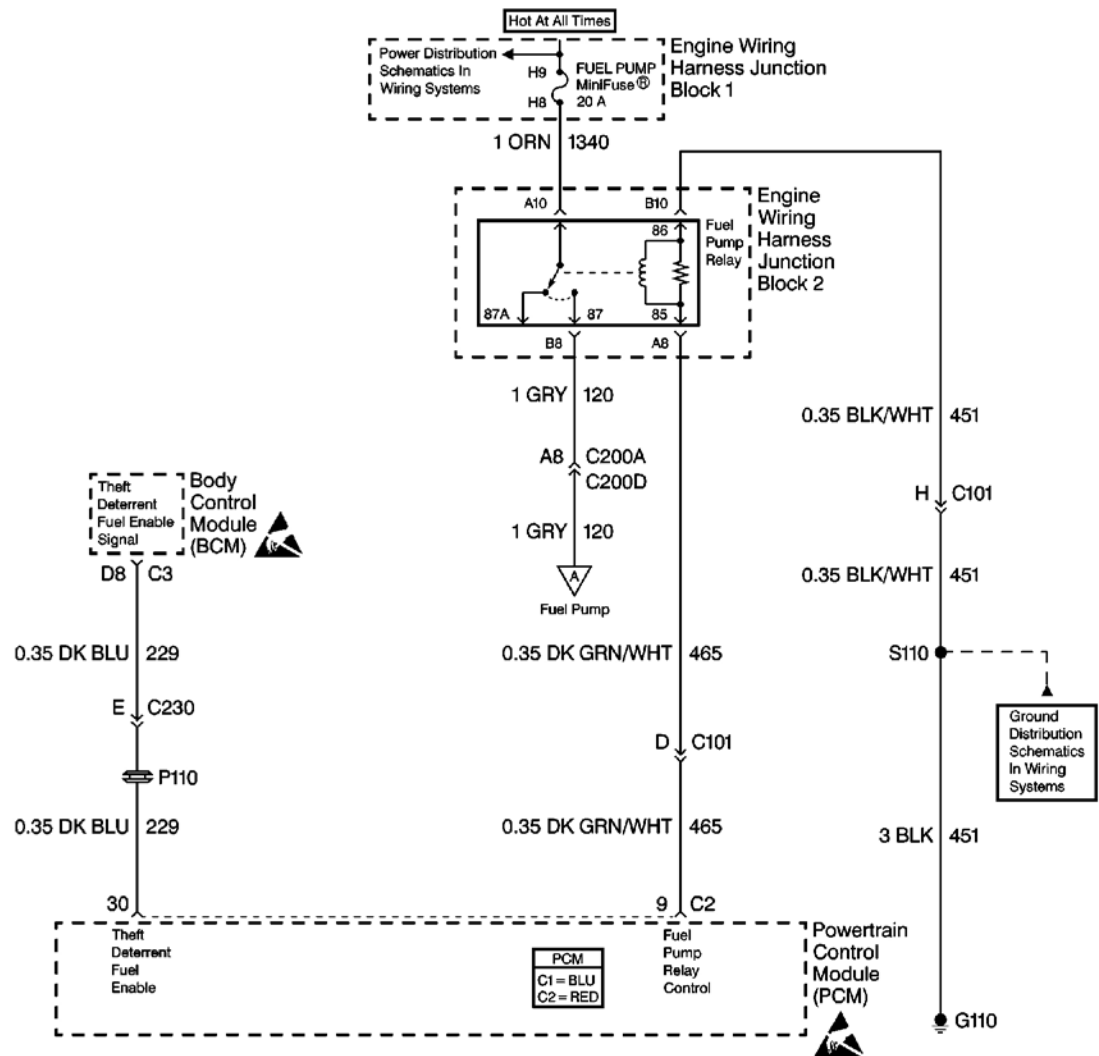 Hot At All Times
Power Distribution
Schematics In
Wiring Systems
H9
H8
FUEL PUMP
MiniFuse ®
20 A
Engine Wiring
Harness Junction
Block 1
1 ORN 1340
A10
B10
86
Fuel
Pump
Relay
Engine
Wiring
Harness
Junction
Block 2
87A
87
85
B8
A8
1 GRY 120
A8 C200A
C200D
1 GRY 120
A
Fuel Pump
0.35 BLK/WHT 451
H C101
0.35 BLK/WHT 451
S110
Ground
Distribution
Schematics
In Wiring
Systems
3 BLK 451
G110
Theft
Deterrent
Fuel Enable
Signal
Body
Control
Module
(BCM)
D8 C3
0.35 DK BLU 229
E C230
P110
0.35 DK BLU 229
30
0.35 DK GRN/WHT 465
D C101
0.35 DK GRN/WHT 465
9 C2
Theft
Deterrent
Fuel
Enable
PCM
C1 = BLU
C2 = RED
Fuel
Pump
Relay
Control
Powertrain
Control
Module
(PCM)